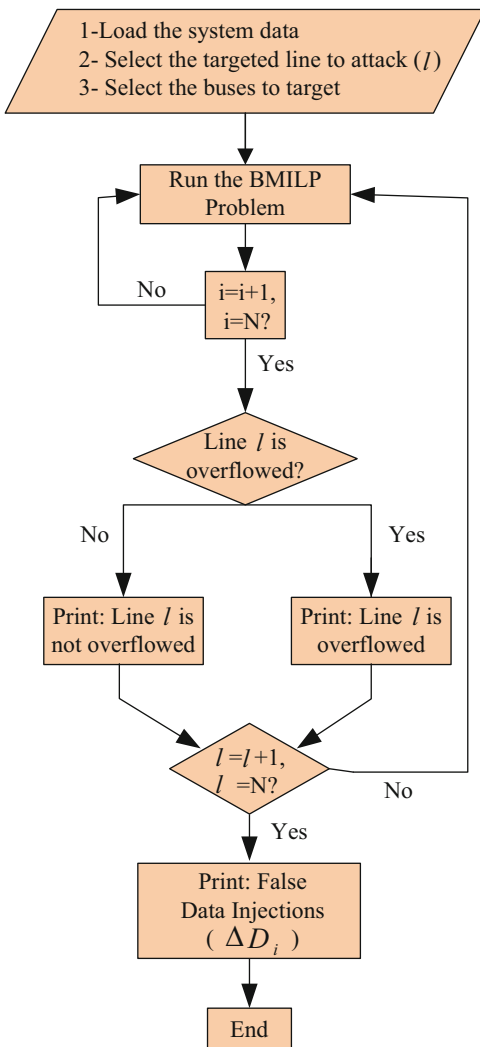 1-Load the system data
2- Select the targeted line to attack (l)
3- Select the buses to target
Run the BMILP
Problem
No
i=i+1,
i=N?
Yes
Line l is
overflowed?
No
Yes
Print: Line l is
not overflowed
Print: Line l is
overflowed
l =l+1,
l =N?
No
Yes
Print: False
Data Injections
( ΔD_i )
End